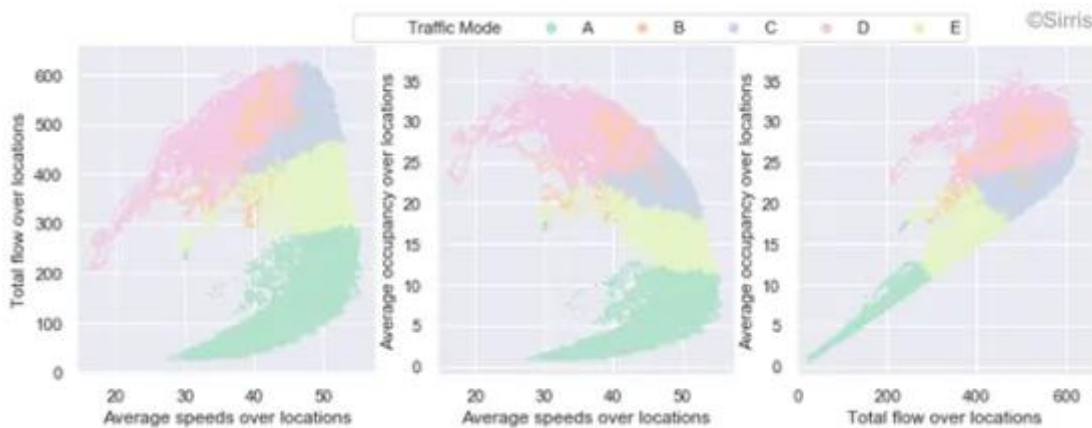 ©Sirris
Traffic Mode A B C D E
Total flow over locations
600
500
400
300
200
100
0
20 30 40 50
Average speeds over locations
Average occupancy over locations
35
30
25
20
15
10
5
0
20 30 40 50
Average speeds over locations
Average occupancy over locations
35
30
25
20
15
10
5
0
0 200 400 600
Total flow over locations